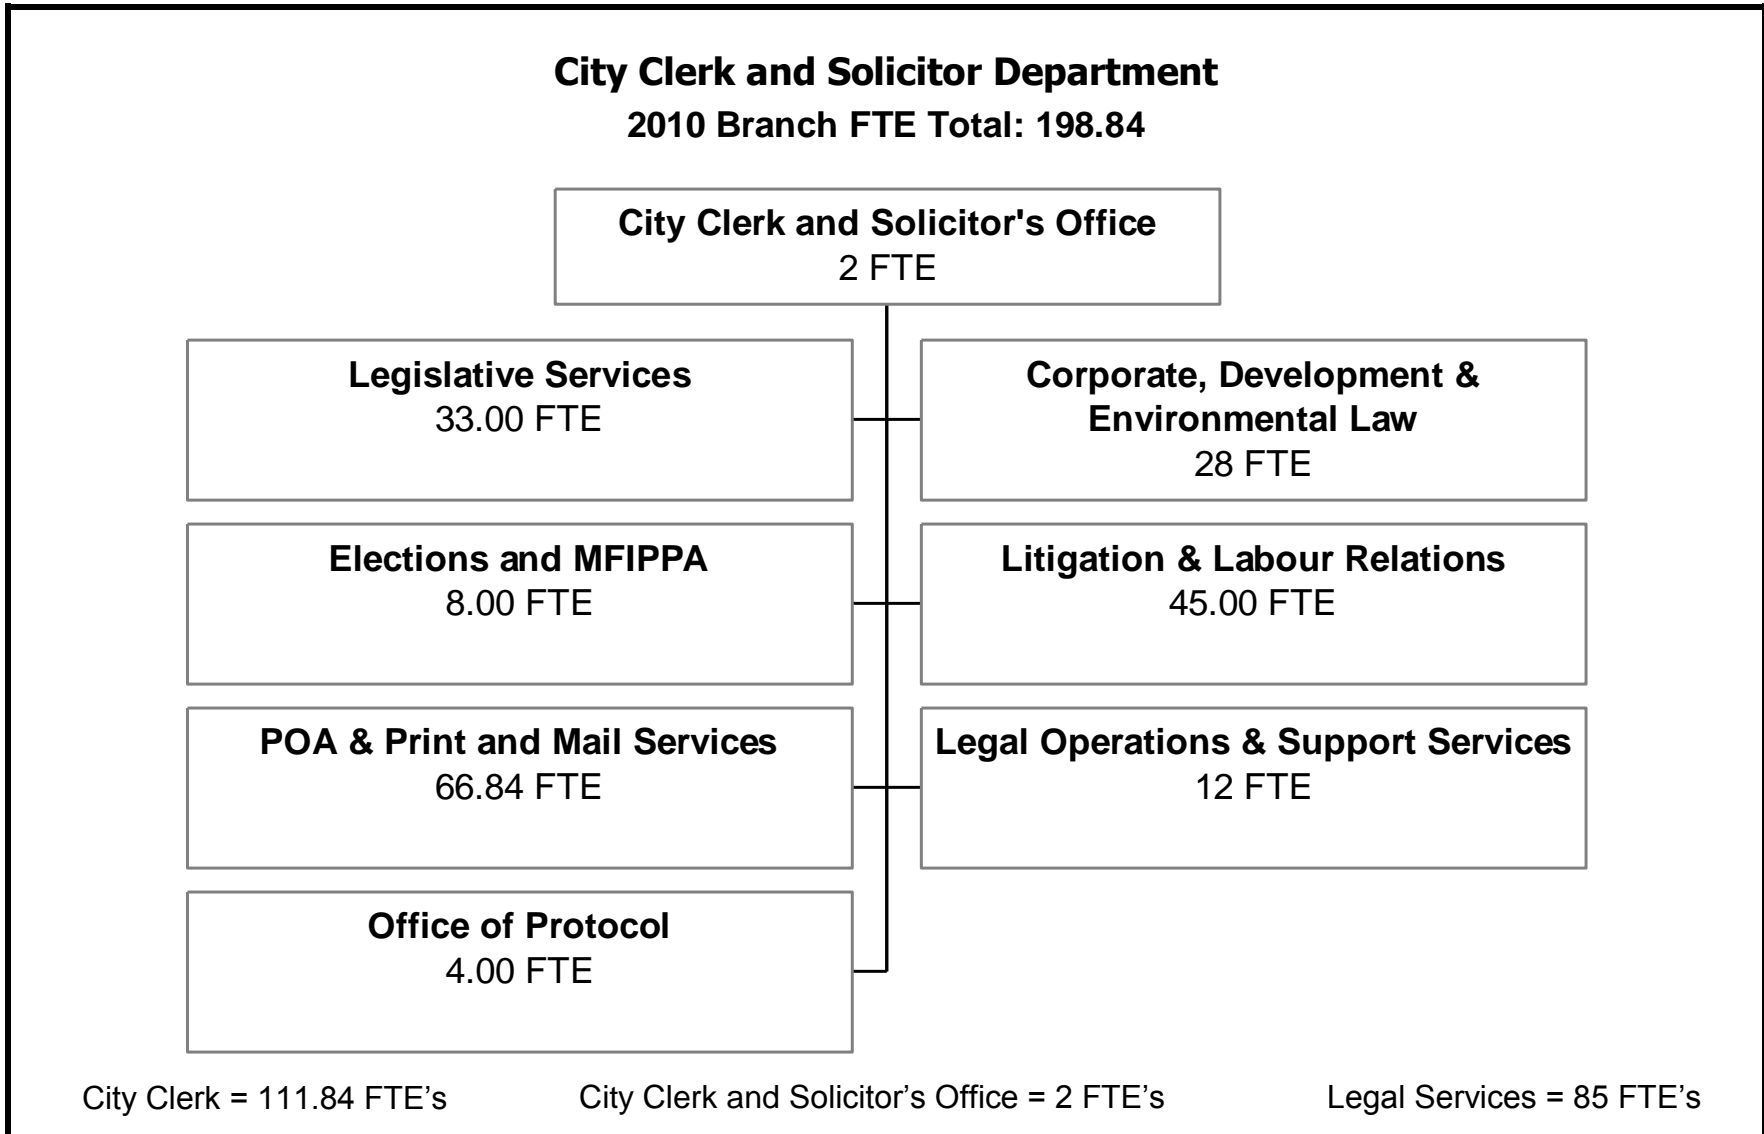 City Clerk and Solicitor Department
2010 Branch FTE Total: 198.84
City Clerk and Solicitor's Office
2 FTE
Legislative Services
33.00 FTE
Corporate, Development &
Environmental Law
28 FTE
Elections and MFIPPA
8.00 FTE
Litigation & Labour Relations
45.00 FTE
POA & Print and Mail Services
66.84 FTE
Legal Operations & Support Services
12 FTE
Office of Protocol
4.00 FTE
City Clerk = 111.84 FTE’s
City Clerk and Solicitor’s Office = 2 FTE’s
Legal Services = 85 FTE’s